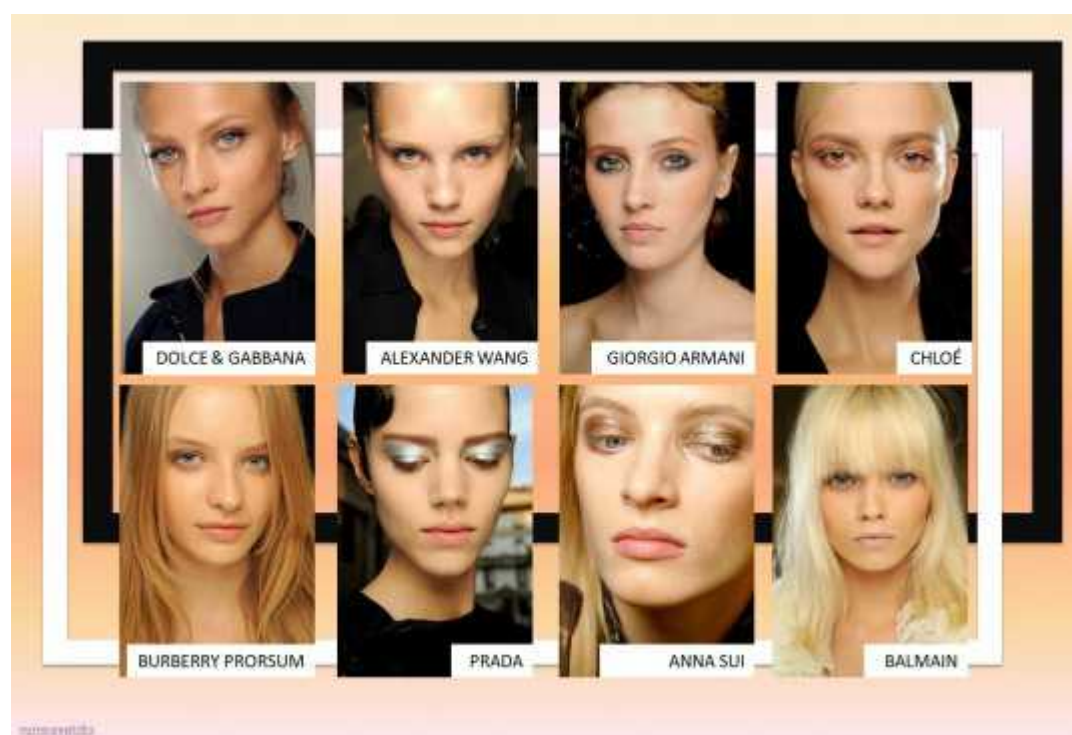 DOLCE & GABBANA
ALEXANDER WANG
GIORGIO ARMANI
CHLOÉ
BURBERRY PRORSUM
PRADA
ANNA SUI
BALMAIN